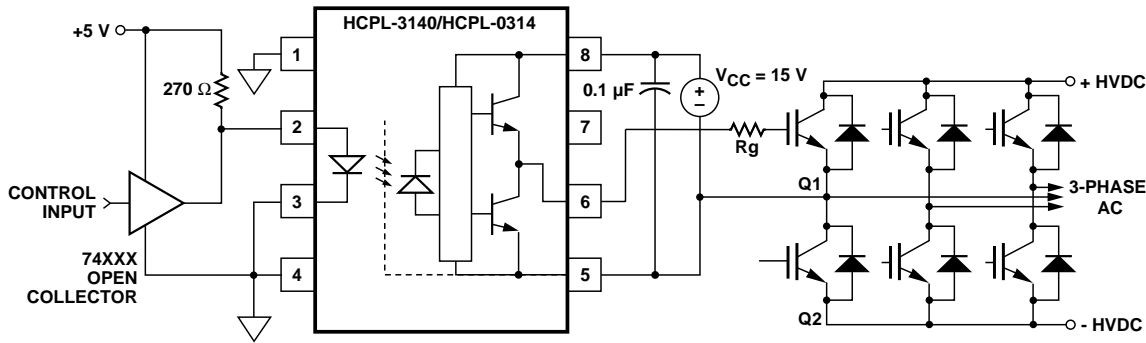 HCPL-3140/HCPL-0314
+5 V
270 Ω
CONTROL
INPUT
74XXX
OPEN
COLLECTOR
1
2
3
4
8
7
6
5
0.1 µF
VCC = 15 V
+
–
Rg
Q1
Q2
+ HVDC
3-PHASE
AC
- HVDC